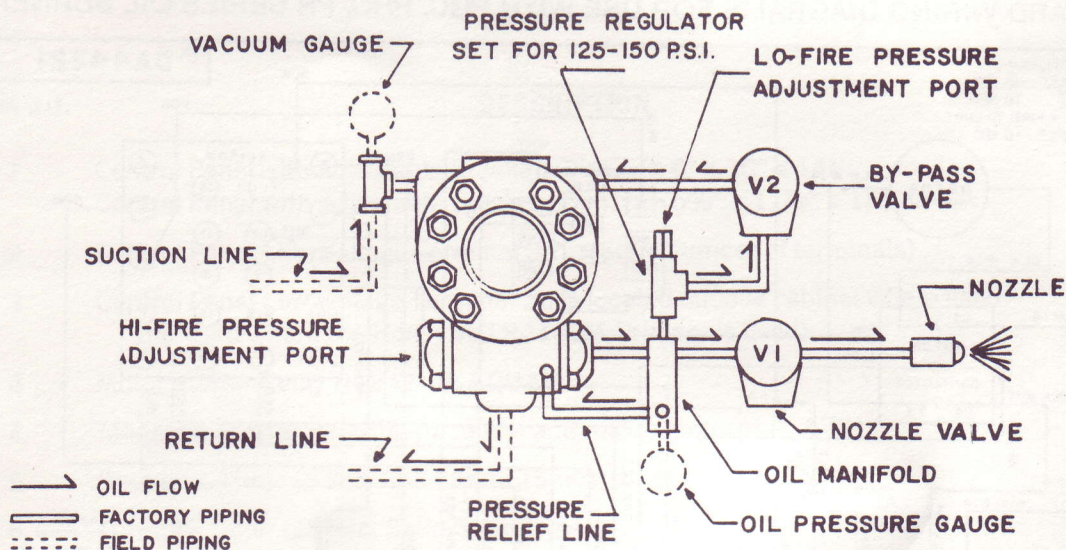 PRESSURE REGULATOR
SET FOR 125-150 P.S.I.
VACUUM GAUGE
LO-FIRE PRESSURE
ADJUSTMENT PORT
V2
BY-PASS
VALVE
SUCTION LINE
NOZZLE
HI-FIRE PRESSURE
ADJUSTMENT PORT
V1
RETURN LINE
NOZZLE VALVE
OIL MANIFOLD
OIL FLOW
FACTORY PIPING
FIELD PIPING
PRESSURE
RELIEF LINE
OIL PRESSURE GAUGE